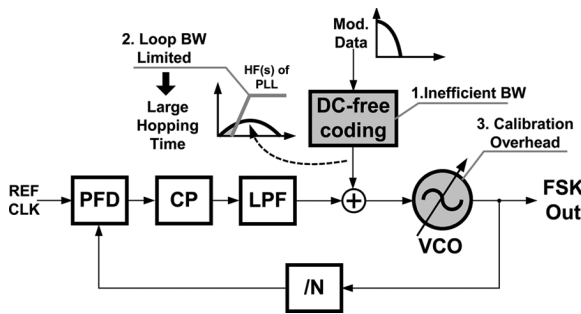 2. Loop BW
Limited
Large
Hopping
Time
HF(s) of
PLL
Mod.
Data
DC-free
coding
1.Inefficient BW
3. Calibration
Overhead
REF
CLK
PFD
CP
LPF
+
VCO
FSK
Out
/N